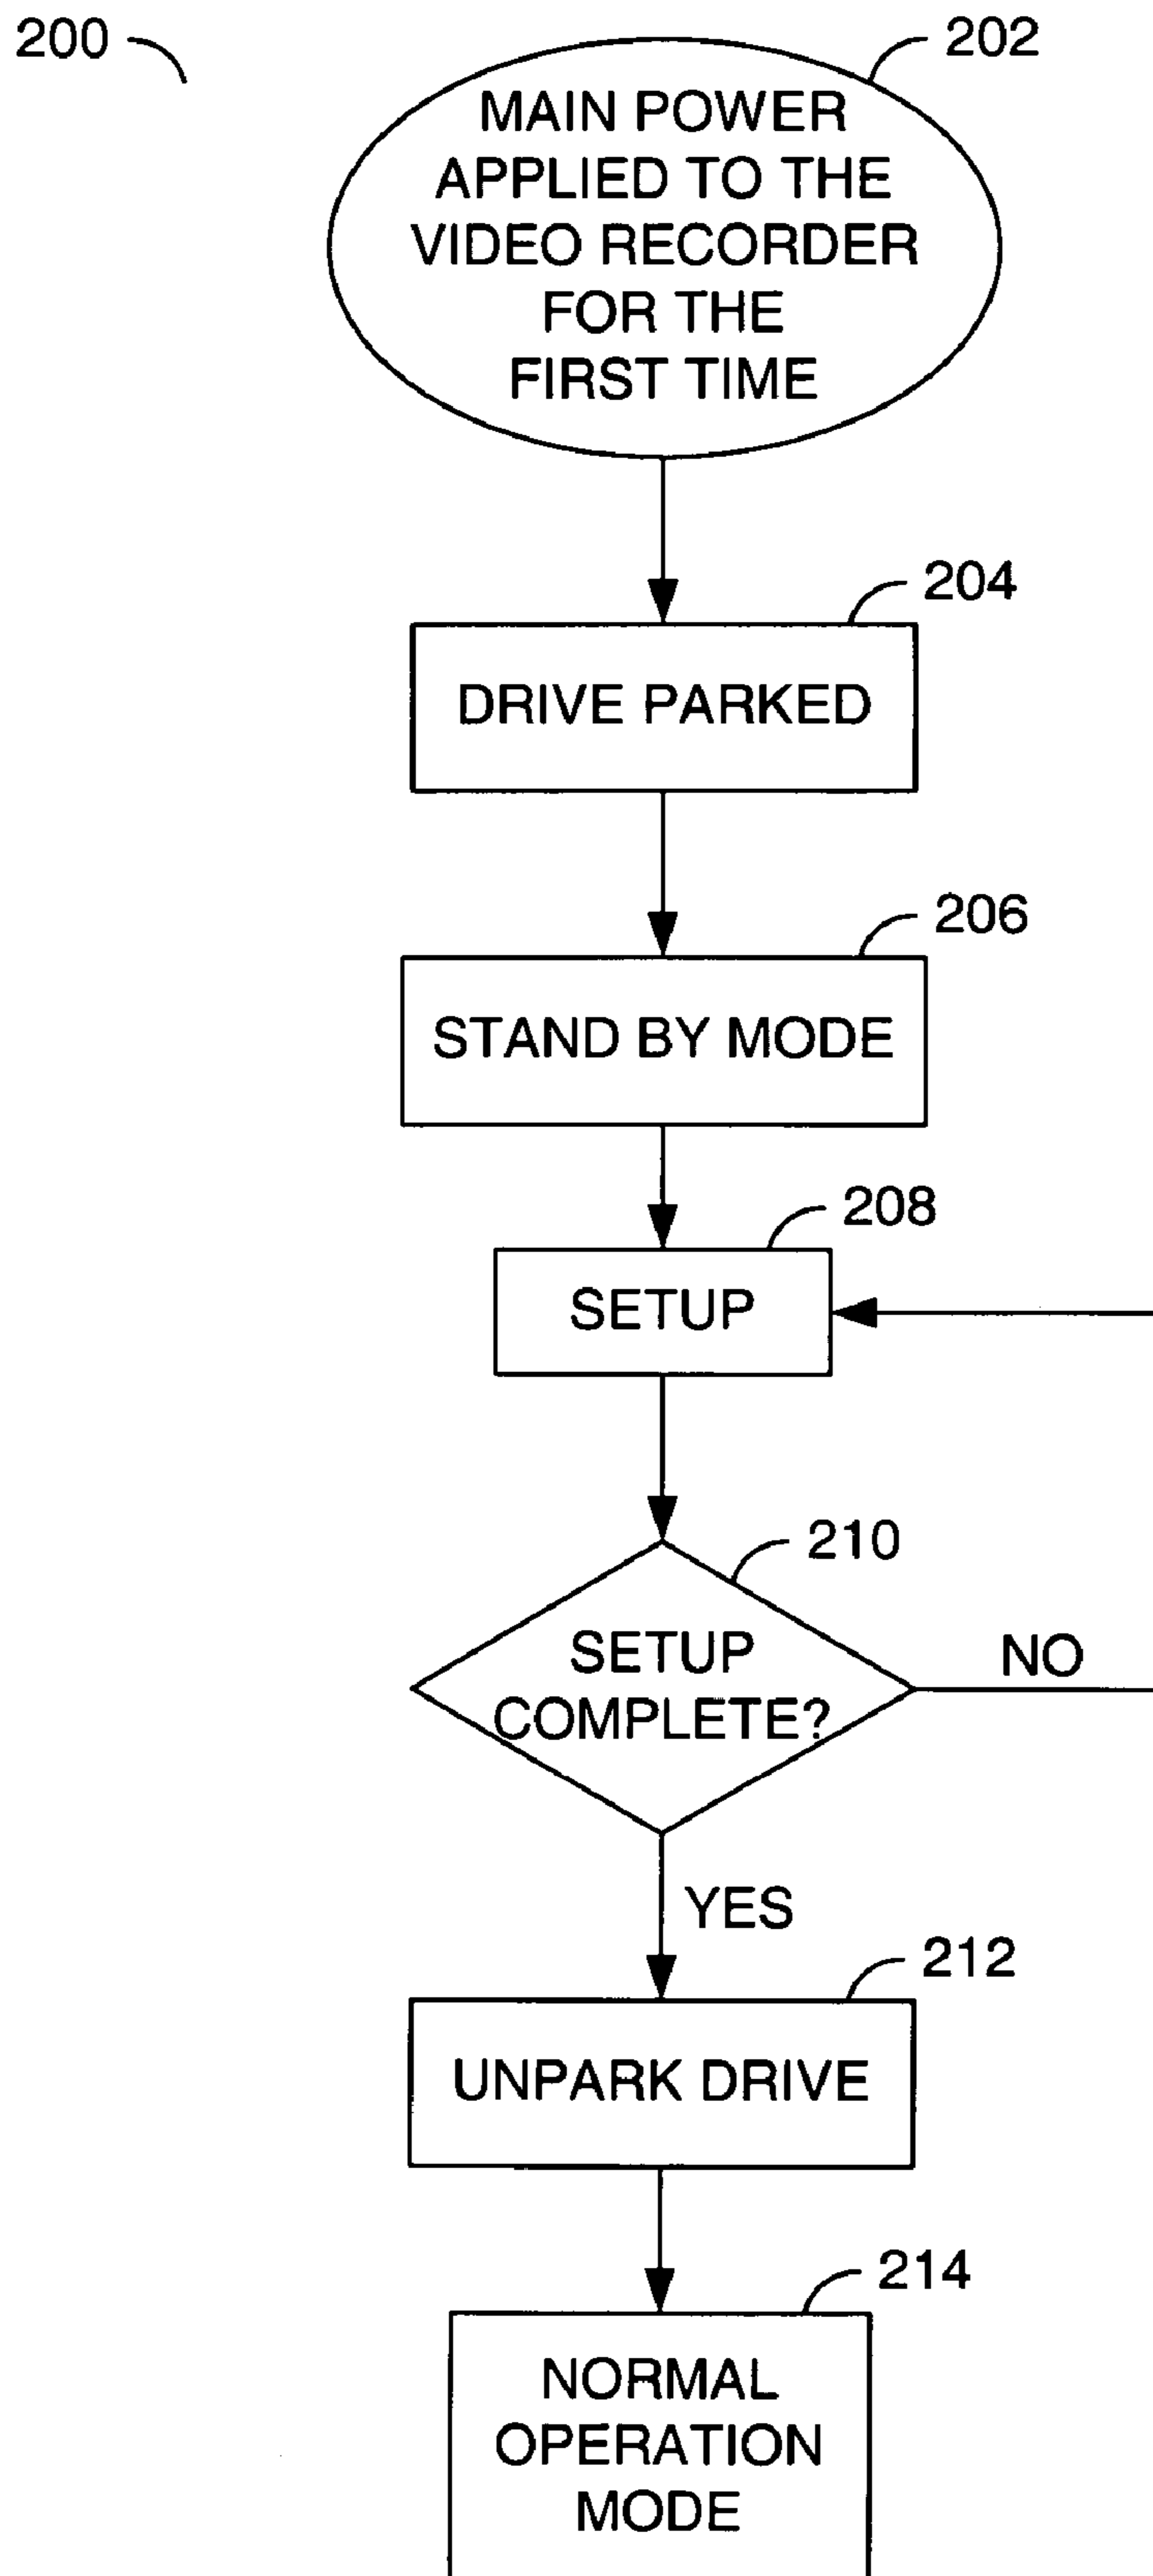 200
202
MAIN POWER
APPLIED TO THE
VIDEO RECORDER
FOR THE
FIRST TIME
204
DRIVE PARKED
206
STAND BY MODE
208
SETUP
210
SETUP
COMPLETE?
NO
YES
212
UNPARK DRIVE
214
NORMAL
OPERATION
MODE